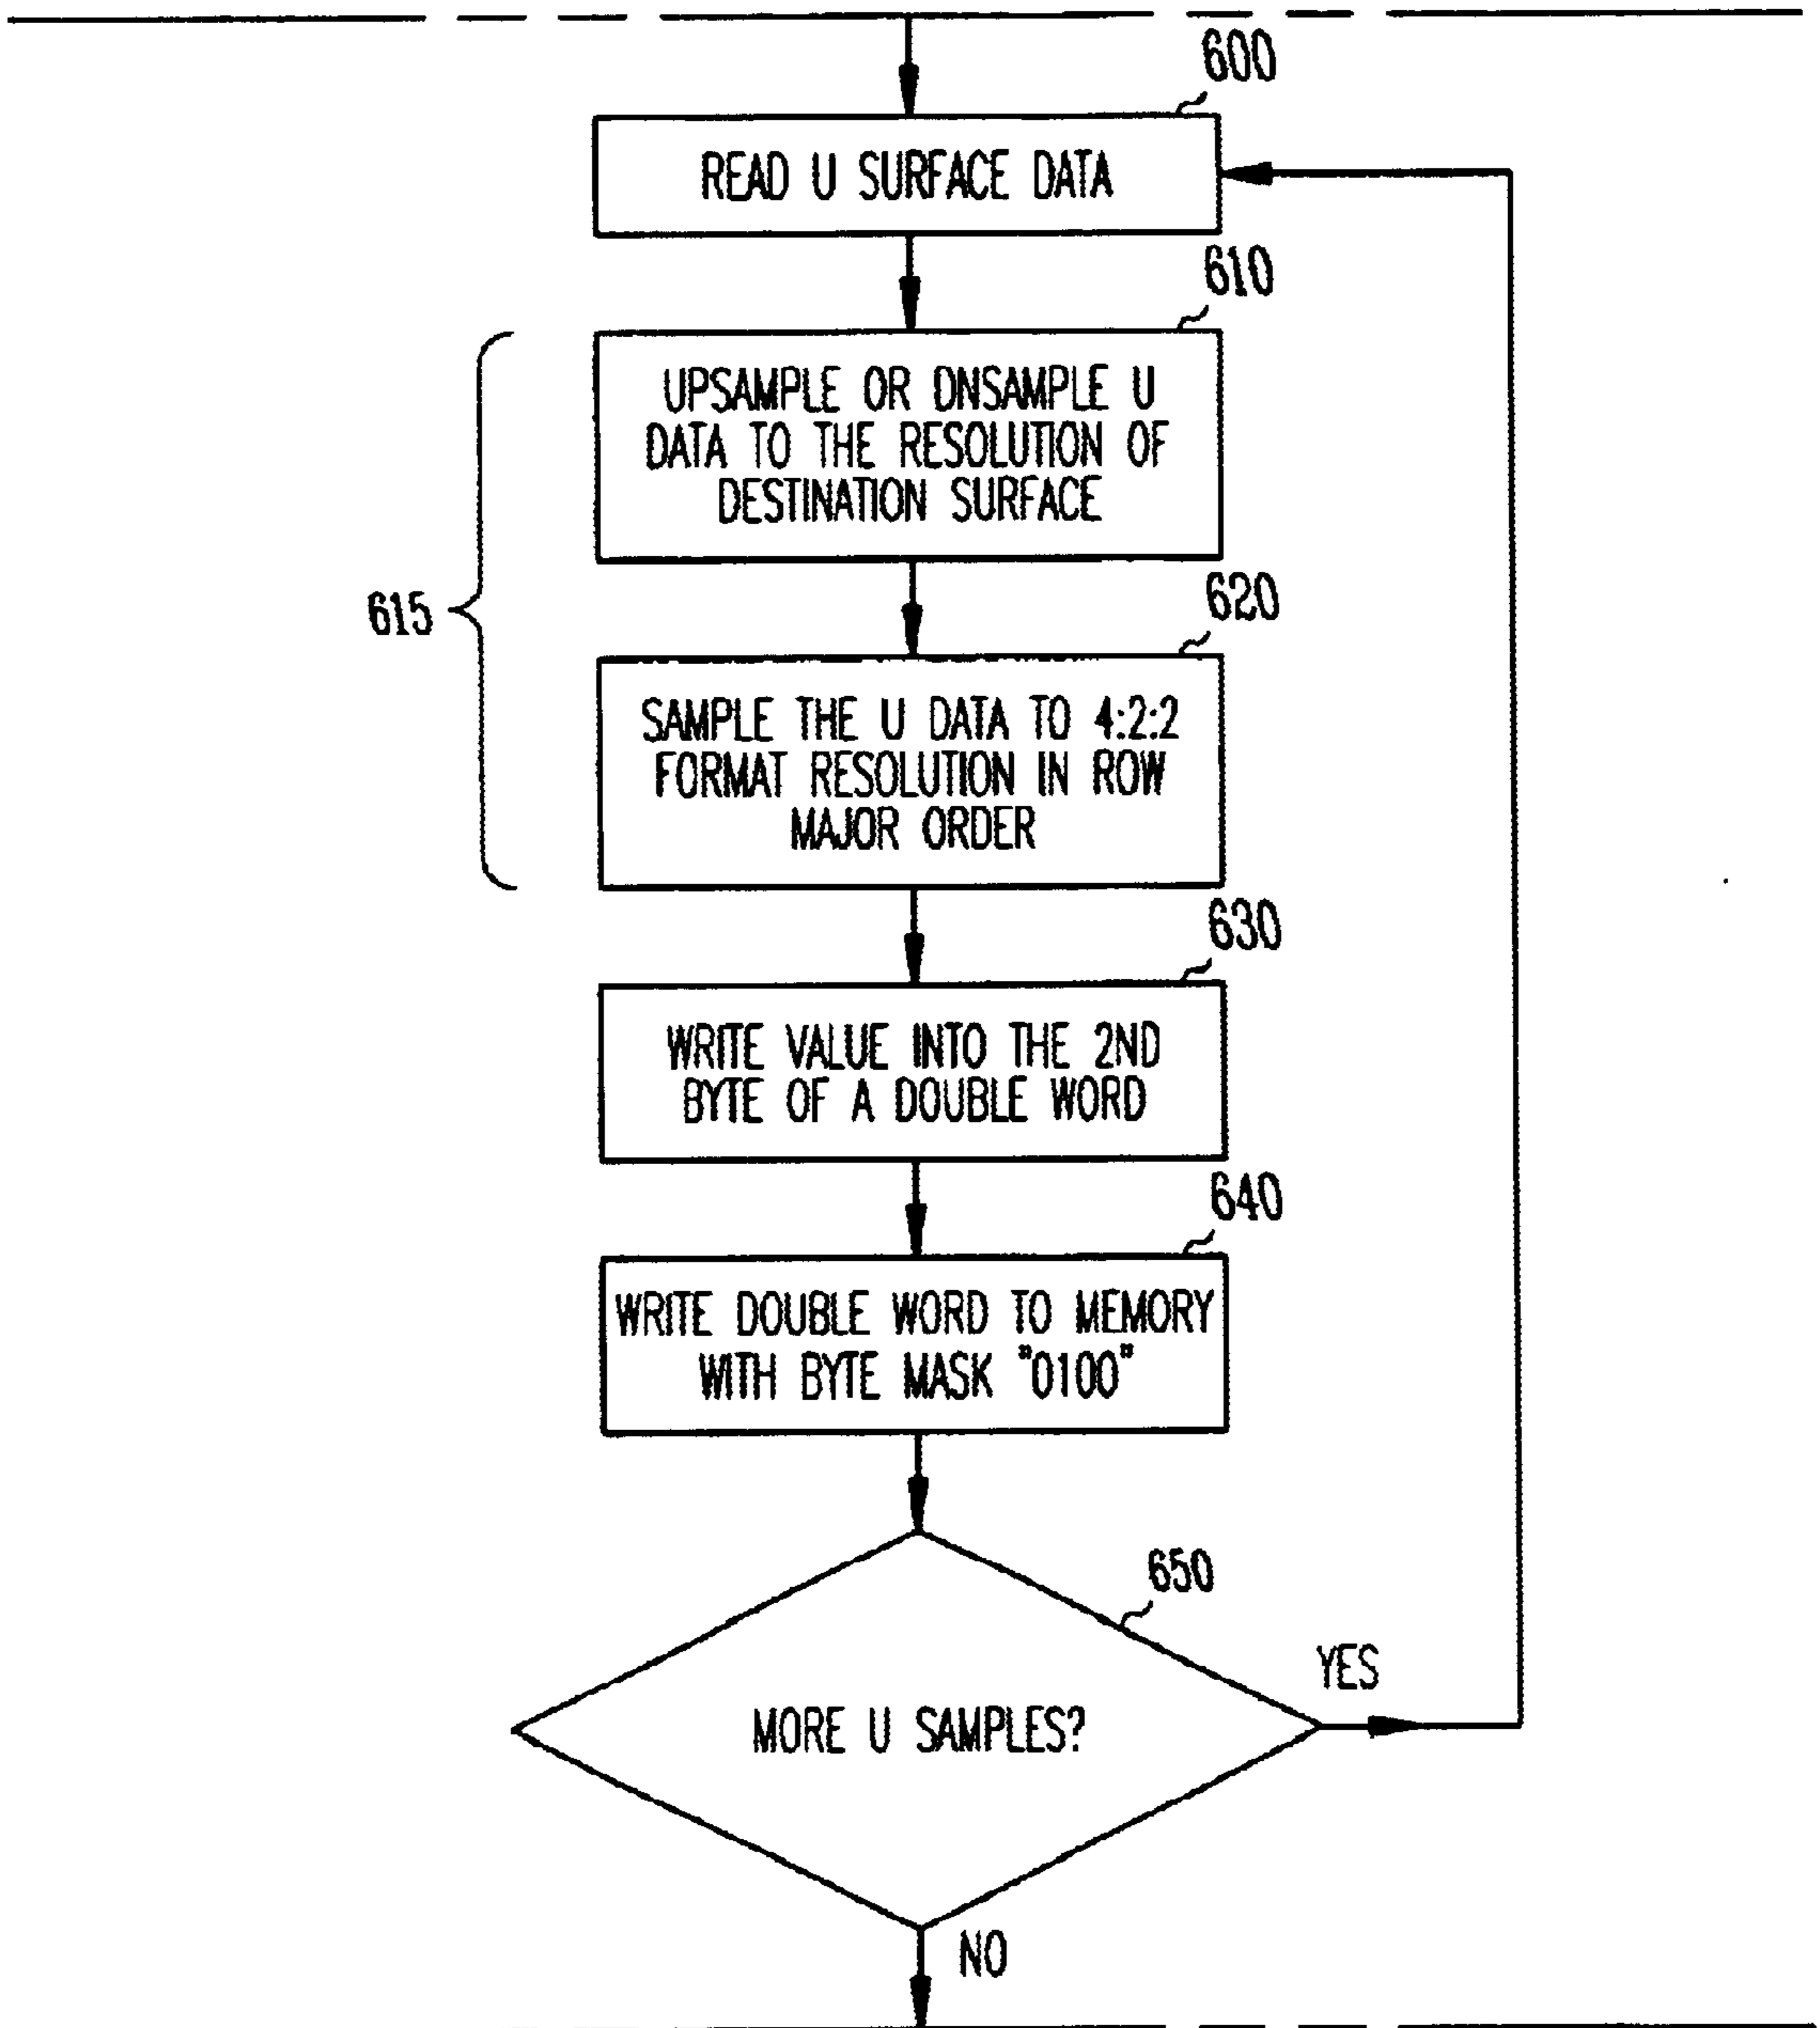 600
READ U SURFACE DATA
610
UPSAMPLE OR DNSAMPLE U
DATA TO THE RESOLUTION OF
DESTINATION SURFACE
615
620
SAMPLE THE U DATA TO 4:2:2
FORMAT RESOLUTION IN ROW
MAJOR ORDER
630
WRITE VALUE INTO THE 2ND
BYTE OF A DOUBLE WORD
640
WRITE DOUBLE WORD TO MEMORY
WITH BYTE MASK "0100"
650
YES
MORE U SAMPLES?
NO